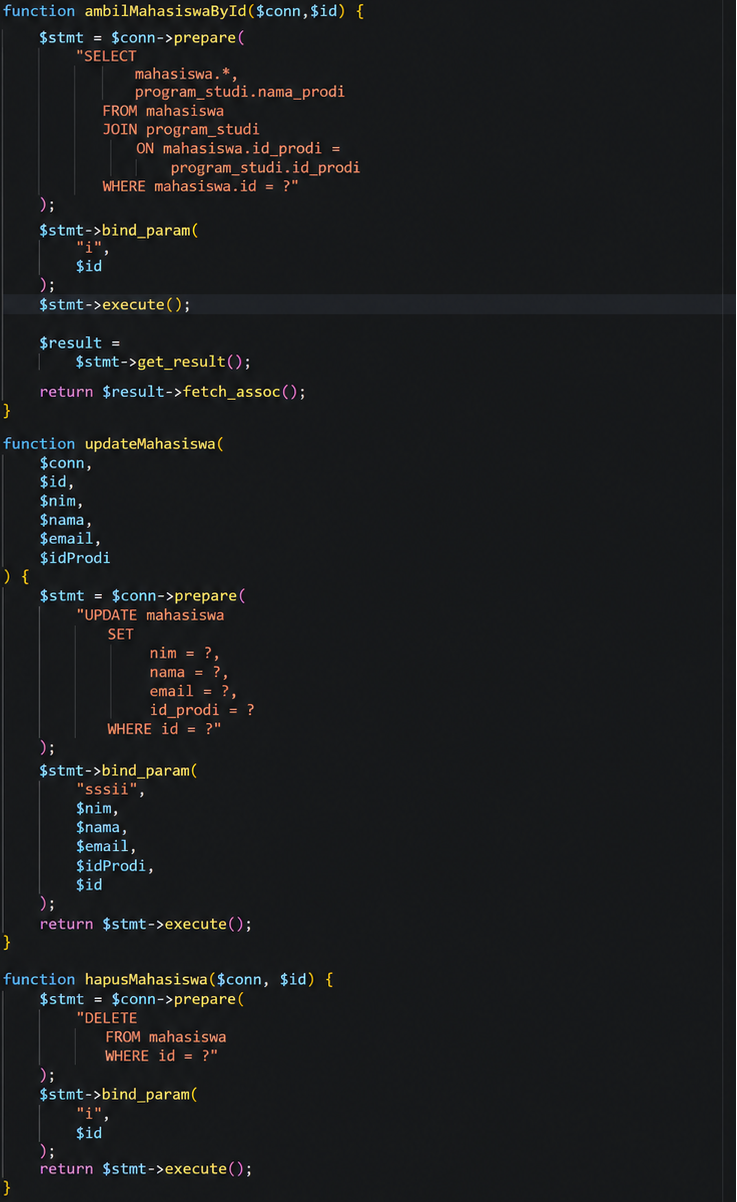 function ambilMahasiswaById($conn,$id) {
    $stmt = $conn->prepare(
        "SELECT
                mahasiswa.*,
                program_studi.nama_prodi
            FROM mahasiswa
            JOIN program_studi
                ON mahasiswa.id_prodi =
                    program_studi.id_prodi
            WHERE mahasiswa.id = ?"
    );
    $stmt->bind_param(
        "i",
        $id
    );
    $stmt->execute();

    $result =
        $stmt->get_result();
    return $result->fetch_assoc();
}
function updateMahasiswa(
    $conn,
    $id,
    $nim,
    $nama,
    $email,
    $idProdi
) {
    $stmt = $conn->prepare(
        "UPDATE mahasiswa
            SET
                nim = ?,
                nama = ?,
                email = ?,
                id_prodi = ?
            WHERE id = ?"
    );
    $stmt->bind_param(
        "sssii",
        $nim,
        $nama,
        $email,
        $idProdi,
        $id
    );
    return $stmt->execute();
}

function hapusMahasiswa($conn, $id) {
    $stmt = $conn->prepare(
        "DELETE
            FROM mahasiswa
            WHERE id = ?"
    );
    $stmt->bind_param(
        "i",
        $id
    );
    return $stmt->execute();
}